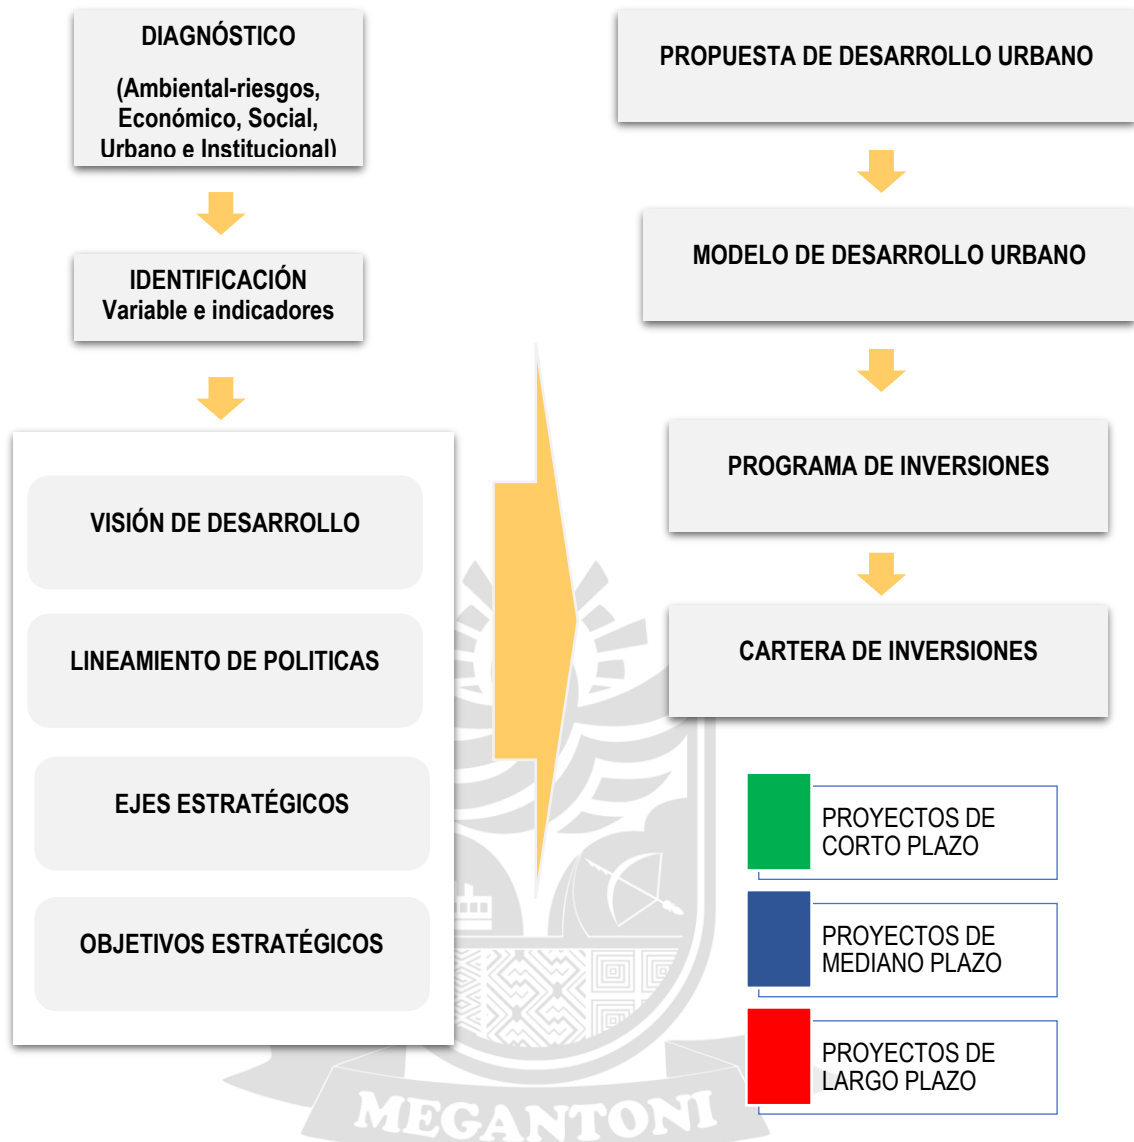 DIAGNÓSTICO
(Ambiental-riesgos,
Económico, Social,
Urbano e Institucional)
IDENTIFICACIÓN
Variable e indicadores
VISIÓN DE DESARROLLO
LINEAMIENTO DE POLITICAS
EJES ESTRATÉGICOS
OBJETIVOS ESTRATÉGICOS
PROPUESTA DE DESARROLLO URBANO
MODELO DE DESARROLLO URBANO
PROGRAMA DE INVERSIONES
CARTERA DE INVERSIONES
PROYECTOS DE
CORTO PLAZO
PROYECTOS DE
MEDIANO PLAZO
PROYECTOS DE
LARGO PLAZO
MEGANTONI